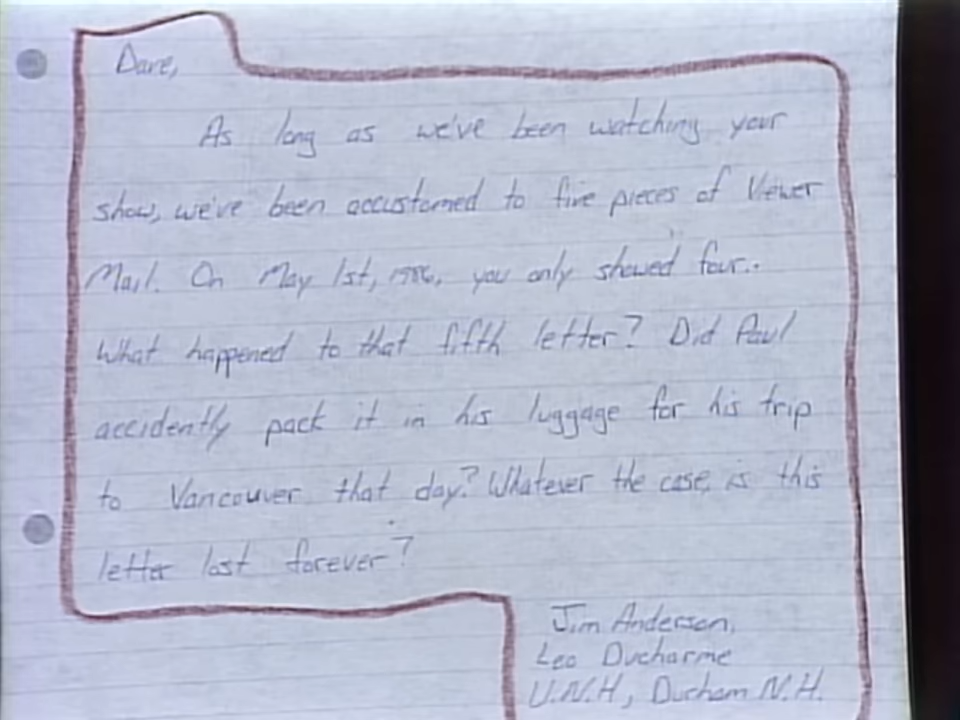 Dave,
As long as we've been watching your
show, we've been accustomed to five pieces of Viewer
Mail. On May 1st, 1986, you only showed four..
What happened to that fifth letter? Did Paul
accidently pack it in his luggage for his trip
to Vancouver that day? Whatever the case, is this
letter lost forever?
Jim Anderson,
Leo Ducharme
U.N.H, Durham N.H.